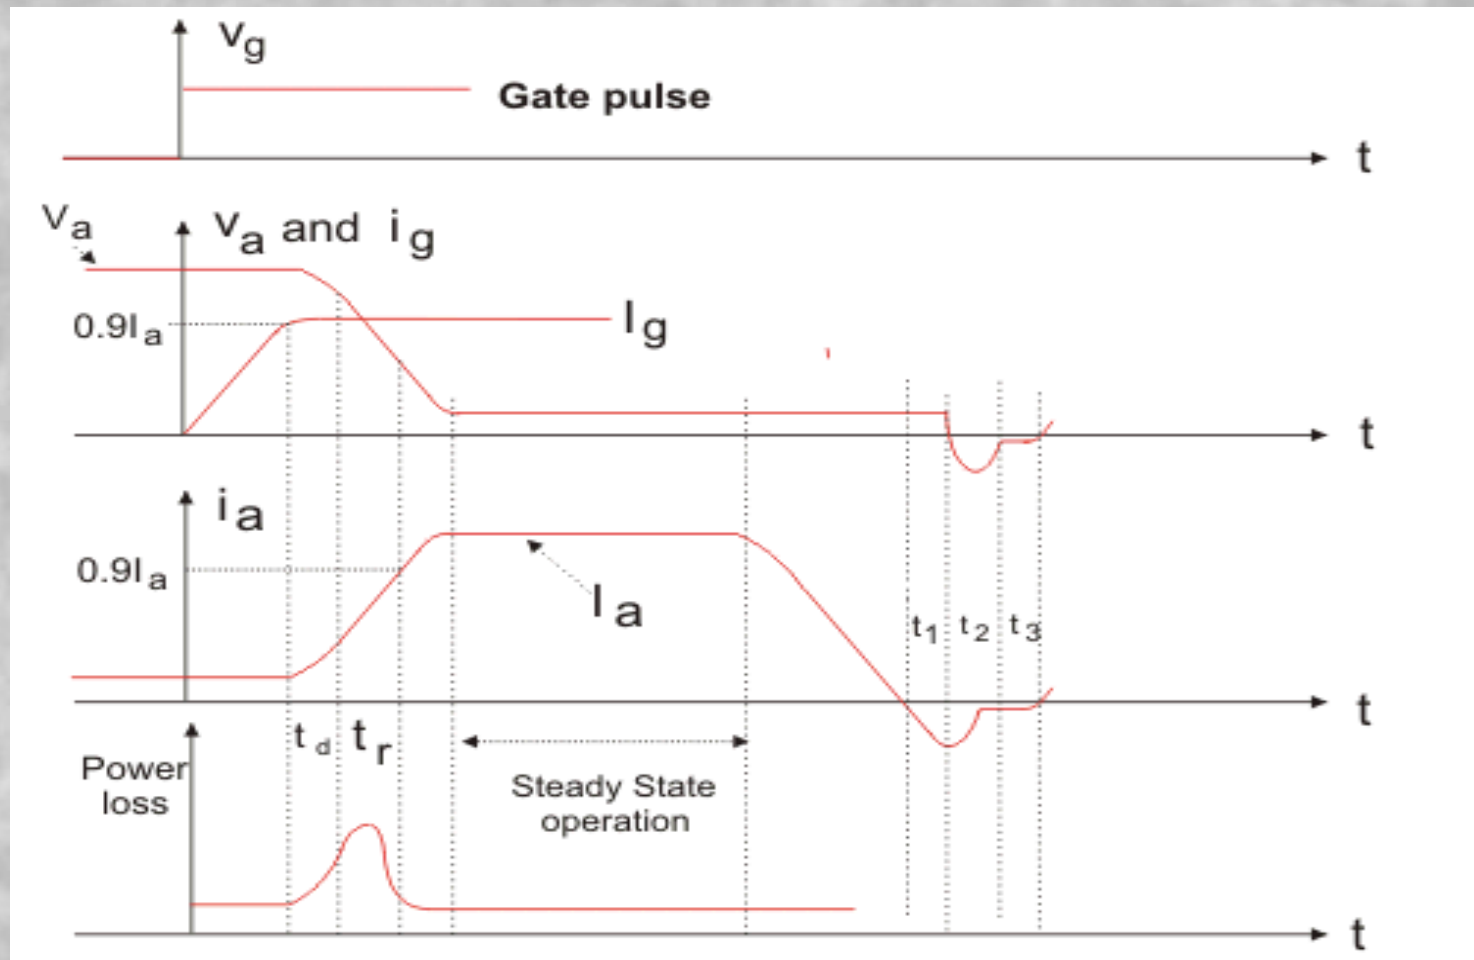 vg
Gate pulse
t
Va
va and ig
0.9Ia
Ig
t
ia
0.9Ia
Ia
t1 t2 t3
t
td tr
Power
loss
Steady State
operation
t